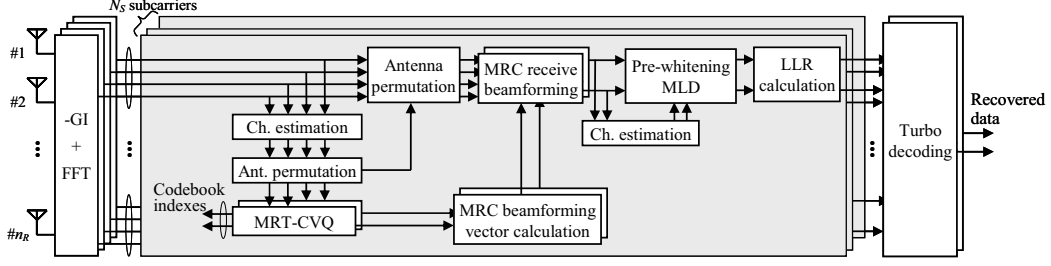 N_S subcarriers
#1
#2
#n_R
-GI
+
FFT
Antenna
permutation
MRC receive
beamforming
Pre-whitening
MLD
LLR
calculation
Ch. estimation
Ch. estimation
Ant. permutation
Codebook
indexes
MRT-CVQ
MRC beamforming
vector calculation
Turbo
decoding
Recovered
data